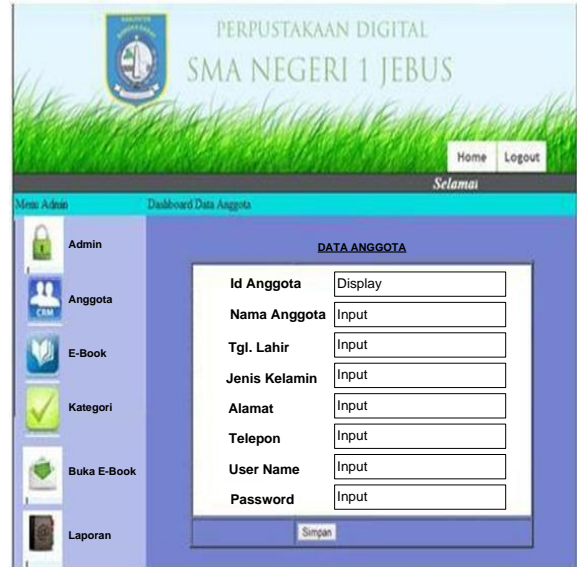 PERPUSTAKAAN DIGITAL
SMA NEGERI 1 JEBUS
Home Logout
Selamat
Menu Admin Dashboard Data Anggota
Admin
DATA ANGGOTA
Id Anggota Display
Anggota
CRM
Nama Anggota Input
E-Book
Tgl. Lahir Input
Jenis Kelamin Input
Kategori
Alamat Input
Telepon Input
Buka E-Book
User Name Input
Password Input
Laporan
Simpan